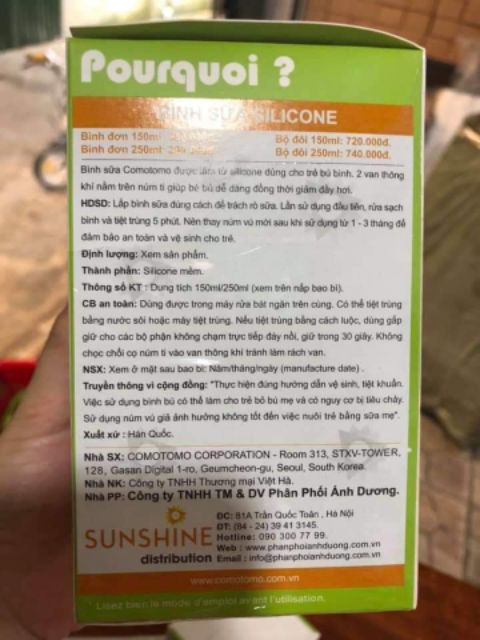 Pourquoi ?
BÌNH SỮA SILICONE
Bình đơn 150ml:
Bộ đôi 150ml: 720.000đ.
Bình đơn 250ml:
Bộ đôi 250ml: 740.000đ.
Bình sữa Comotomo được làm từ silicone dùng cho trẻ bú bình. 2 van thông
khí nằm trên núm ti giúp bé bú dễ dàng đồng thời giảm đầy hơi.
HDSD: Lắp bình sữa đúng cách để trách rò sữa. Lần sử dụng đầu tiên, rửa sạch
bình và tiệt trùng 5 phút. Nên thay núm vú mới sau khi sử dụng từ 1 - 3 tháng để
đảm bảo an toàn và vệ sinh cho trẻ.
Định lượng: Xem sản phẩm.
Thành phần: Silicone mềm.
Thông số KT : Dung tích 150ml/250ml (xem trên nắp bao bì).
CB an toàn: Dùng được trong máy rửa bát ngăn trên cùng. Có thể tiệt trùng
bằng nước sôi hoặc máy tiệt trùng. Nếu tiệt trùng bằng cách luộc, dùng gắp
giữ cho các bộ phận không chạm trực tiếp đáy nồi, giữ trong 30 giây. Không
chọc chổi cọ núm ti vào van thông khí tránh làm rách van.
NSX: Xem ở mặt sau bao bì: Năm/tháng/ngày (manufacture date) .
Truyền thông vì cộng đồng: "Thực hiện đúng hướng dẫn vệ sinh, tiệt khuẩn.
Việc sử dụng bình bú có thể làm cho trẻ bỏ bú mẹ và có nguy cơ bị tiêu chảy.
Sử dụng núm vú giả ảnh hưởng không tốt đến việc nuôi trẻ bằng sữa mẹ".
Xuất xứ : Hàn Quốc.
Nhà SX: COMOTOMO CORPORATION - Room 313, STXV-TOWER,
128, Gasan Digital 1-ro, Geumcheon-gu, Seoul, South Korea.
Nhà NK: Công ty TNHH Thương mại Việt Hà.
Nhà PP: Công ty TNHH TM & DV Phân Phối Ánh Dương.
SUNSHINE
distribution
ĐC: 81A Trần Quốc Toản , Hà Nội
ĐT: (84 - 24) 39 41 3145.
Hotline: 090 300 77 99.
Web : www.phanphoianhduong.com.vn
Email : info@phanphoianhduong.com.vn
www.comotomo.com.vn
* Lisez bien le mode d'emploi avant l'utilisation.